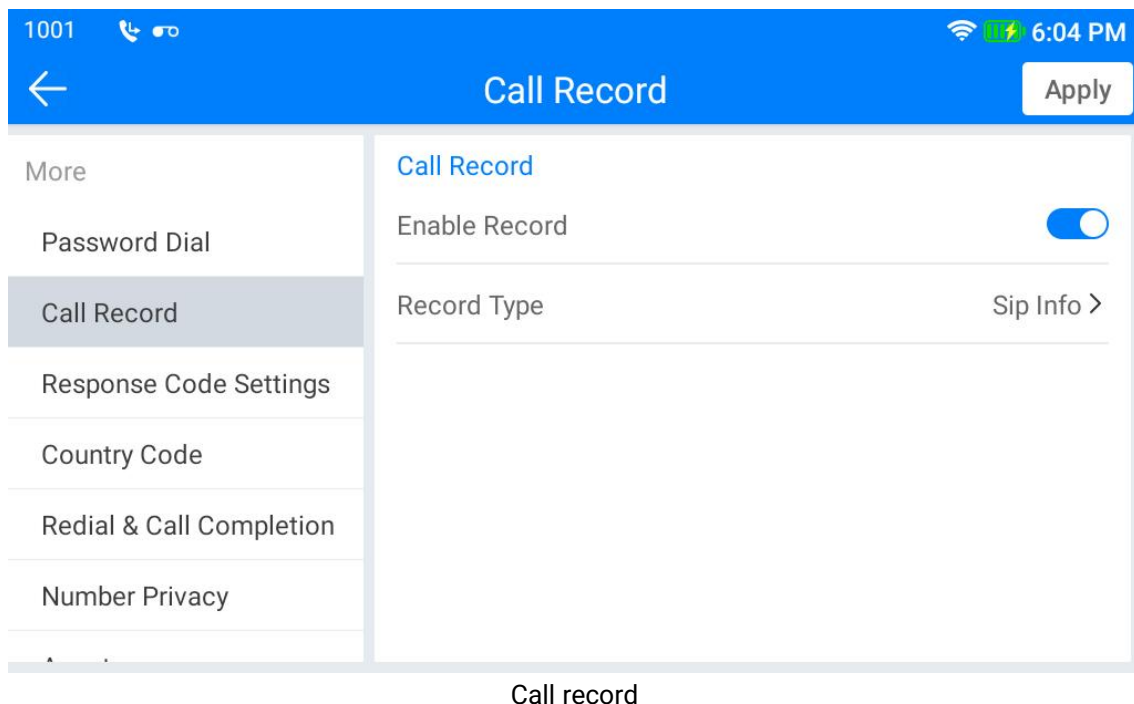 1001
6:04 PM
Call Record
Apply
More
Password Dial
Call Record
Response Code Settings
Country Code
Redial & Call Completion
Number Privacy
Call Record
Enable Record
Record Type
Sip Info
Call record